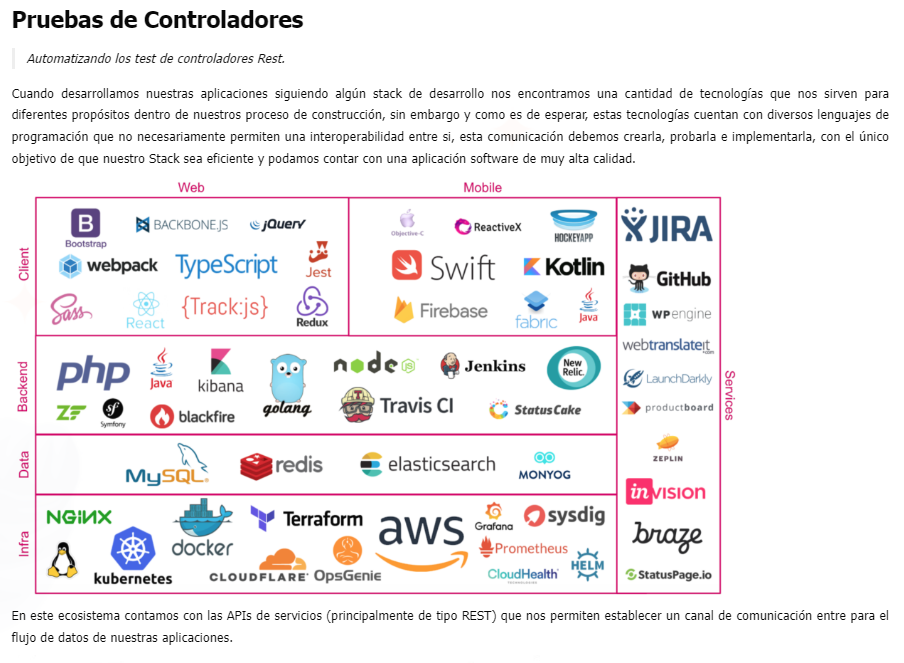 Pruebas de Controladores
Automatizando los test de controladores Rest.
Cuando desarrollamos nuestras aplicaciones siguiendo algún stack de desarrollo nos encontramos una cantidad de tecnologías que nos sirven para
diferentes propósitos dentro de nuestros proceso de construcción, sin embargo y como es de esperar, estas tecnologías cuentan con diversos lenguajes de
programación que no necesariamente permiten una interoperabilidad entre si, esta comunicación debemos crearla, probarla e implementarla, con el único
objetivo de que nuestro Stack sea eficiente y podamos contar con una aplicación software de muy alta calidad.
Web
Mobile
Client
B
Bootstrap
BACKBONE.JS
jQuery
webpack
TypeScript
Jest
Sass
React
{Track:js}
Redux
Objective-C
ReactiveX
HOCKEYAPP
Swift
Kotlin
Firebase
fabric
Java
Backend
php
Java
kibana
golang
node
JS
Jenkins
New
Relic.
ZF
sf
Symfony
blackfire
Travis CI
StatusCake
Data
MySQL
redis
elasticsearch
MONYOG
Infra
NGINX
docker
Terraform
aws
Grafana
sysdig
kubernetes
CLOUDFLARE
OpsGenie
Prometheus
CloudHealth
HELM
Services
JIRA
GitHub
WP engine
webtranslateit
.com
LaunchDarkly
productboard
ZEPLIN
inVISION
braze
StatusPage.io
En este ecosistema contamos con las APIs de servicios (principalmente de tipo REST) que nos permiten establecer un canal de comunicación entre para el
flujo de datos de nuestras aplicaciones.